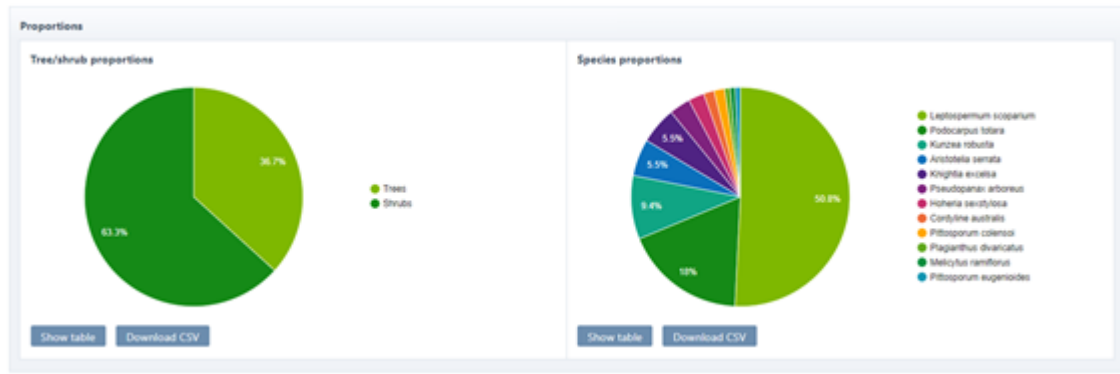 Proportions
Tree/shrub proportions
36.7%
63.3%
Trees
Shrubs
Show table
Download CSV
Species proportions
5.5%
5.5%
9.4%
18%
50.8%
Leptospermum scoparium
Podocarpus totara
Kunzea robusta
Aristotelia serrata
Knightia excelsa
Pseudopanax arboreus
Hoheria sexstylosa
Cordyline australis
Pittosporum colensoi
Plagianthus divaricatus
Melicytus ramiflorus
Pittosporum eugenioides
Show table
Download CSV